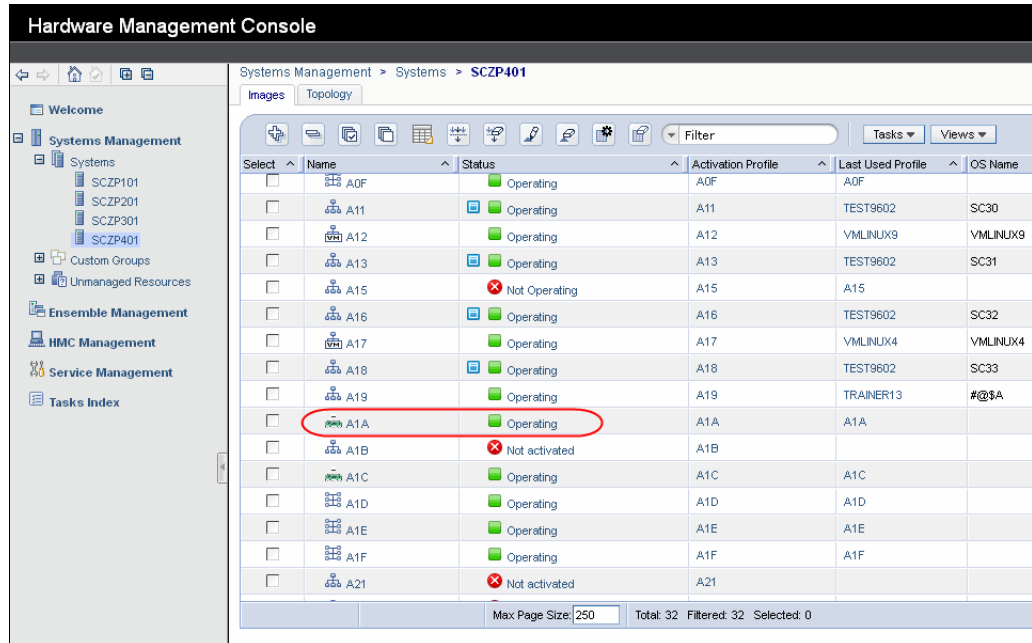 Hardware Management Console
Systems Management > Systems > SCZP401
Images Topology
Welcome
Systems Management
Systems
SCZP101
SCZP201
SCZP301
SCZP401
Custom Groups
Unmanaged Resources
Ensemble Management
HMC Management
Service Management
Tasks Index
Filter Tasks Views
Select Name Status Activation Profile Last Used Profile OS Name
A0F Operating A0F A0F
A11 Operating A11 TEST9602 SC30
VM A12 Operating A12 VMLINUX9 VMLINUX9
A13 Operating A13 TEST9602 SC31
A15 Not Operating A15 A15
A16 Operating A16 TEST9602 SC32
VM A17 Operating A17 VMLINUX4 VMLINUX4
A18 Operating A18 TEST9602 SC33
A19 Operating A19 TRAINER13 #@$A
A1A Operating A1A A1A
A1B Not activated A1B
A1C Operating A1C A1C
A1D Operating A1D A1D
A1E Operating A1E A1E
A1F Operating A1F A1F
A21 Not activated A21
Max Page Size: 250 Total: 32 Filtered: 32 Selected: 0